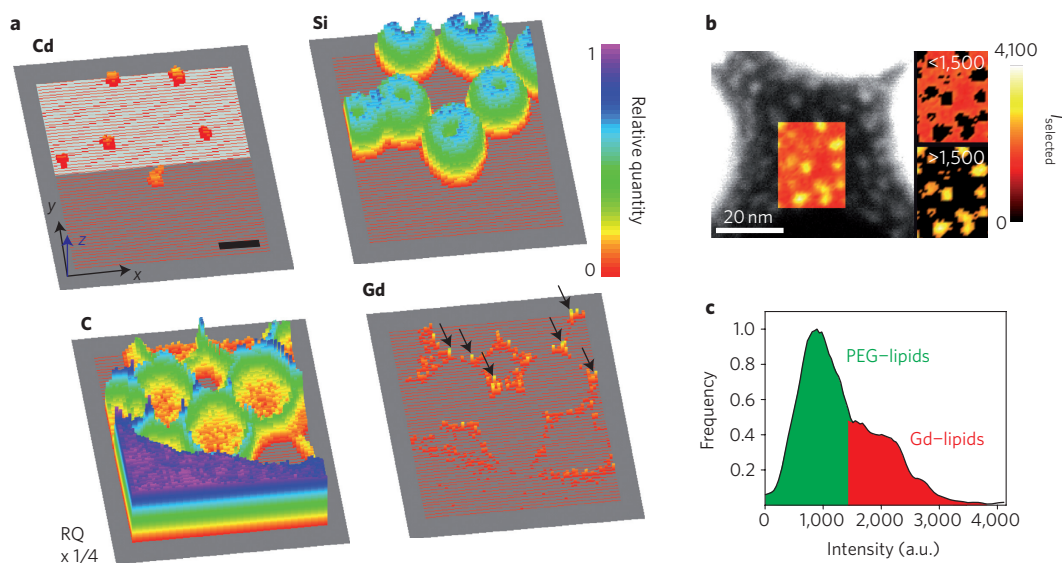 a
Cd
y
z
x
Si
1
Relative quantity
0
C
RQ
x 1/4
Gd
b
20 nm
<1,500
>1,500
4,100
I selected
0
c
1.0
0.8
0.6
0.4
0.2
Frequency
PEG–lipids
Gd–lipids
0
1,000
2,000
3,000
4,000
Intensity (a.u.)